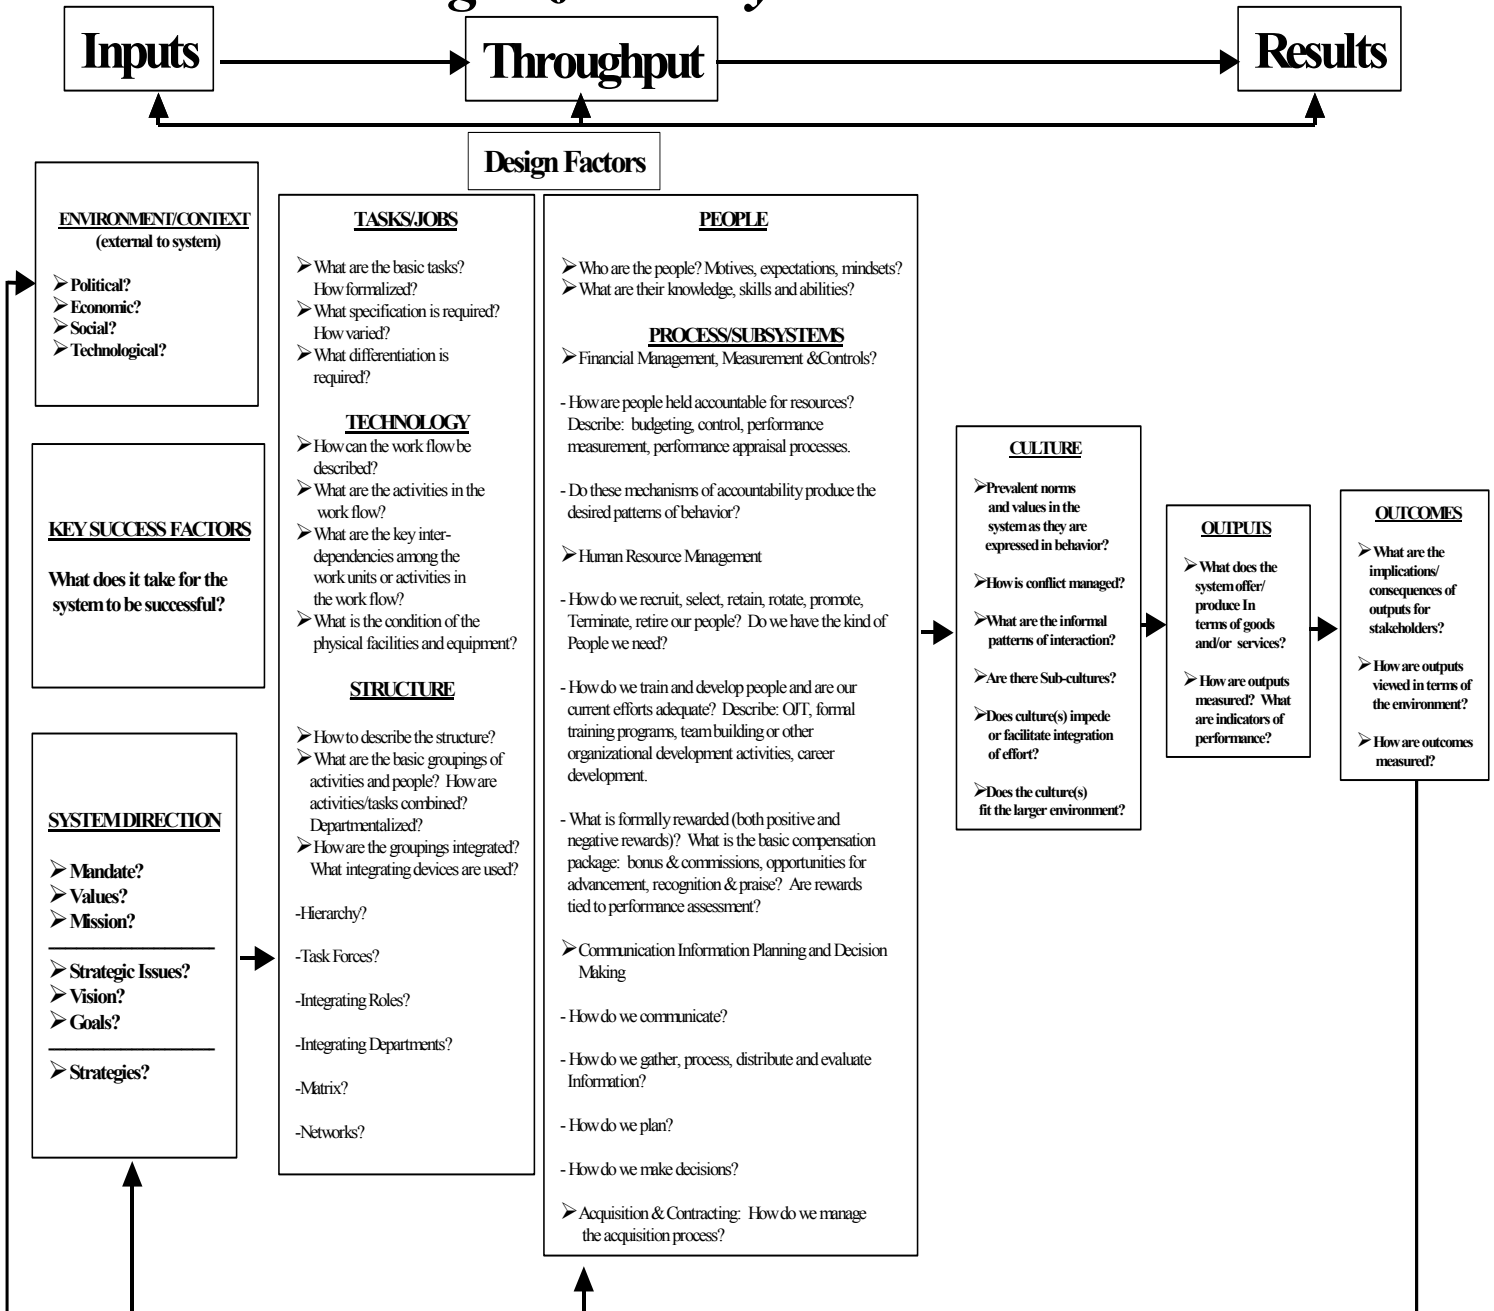 Inputs
Throughput
Results
Design Factors
ENVIRONMENT/CONTEXT
(external to system)
➢ Political?
➢ Economic?
➢ Social?
➢ Technological?
KEY SUCCESS FACTORS
What does it take for the
system to be successful?
SYSTEM DIRECTION
➢ Mandate?
➢ Values?
➢ Mission?
➢ Strategic Issues?
➢ Vision?
➢ Goals?
➢ Strategies?
TASKS/JOBS
➢ What are the basic tasks?
How formalized?
➢ What specification is required?
How varied?
➢ What differentiation is
required?
TECHNOLOGY
➢ How can the work flow be
described?
➢ What are the activities in the
work flow?
➢ What are the key inter-
dependencies among the
work units or activities in
the work flow?
➢ What is the condition of the
physical facilities and equipment?
STRUCTURE
➢ How to describe the structure?
➢ What are the basic groupings of
activities and people? How are
activities/tasks combined?
Departmentalized?
➢ How are the groupings integrated?
What integrating devices are used?
-Hierarchy?
-Task Forces?
-Integrating Roles?
-Integrating Departments?
-Matrix?
-Networks?
PEOPLE
➢ Who are the people? Motives, expectations, mindsets?
➢ What are their knowledge, skills and abilities?
PROCESS/SUBSYSTEMS
➢ Financial Management, Measurement & Controls?
- How are people held accountable for resources?
Describe: budgeting, control, performance
measurement, performance appraisal processes.
- Do these mechanisms of accountability produce the
desired patterns of behavior?
➢ Human Resource Management
- How do we recruit, select, retain, rotate, promote,
Terminate, retire our people? Do we have the kind of
People we need?
- How do we train and develop people and are our
current efforts adequate? Describe: OJT, formal
training programs, team building or other
organizational development activities, career
development.
- What is formally rewarded (both positive and
negative rewards)? What is the basic compensation
package: bonus & commissions, opportunities for
advancement, recognition & praise? Are rewards
tied to performance assessment?
➢ Communication Information Planning and Decision
Making
- How do we communicate?
- How do we gather, process, distribute and evaluate
Information?
- How do we plan?
- How do we make decisions?
➢ Acquisition & Contracting: How do we manage
the acquisition process?
CULTURE
➢Prevalent norms
and values in the
system as they are
expressed in behavior?
➢How is conflict managed?
➢What are the informal
patterns of interaction?
➢Are there Sub-cultures?
➢Does culture(s) impede
or facilitate integration
of effort?
➢Does the culture(s)
fit the larger environment?
OUTPUTS
➢ What does the
system offer/
produce In
terms of goods
and/or services?
➢ How are outputs
measured? What
are indicators of
performance?
OUTCOMES
➢ What are the
implications/
consequences of
outputs for
stakeholders?
➢ How are outputs
viewed in terms of
the environment?
➢ How are outcomes
measured?